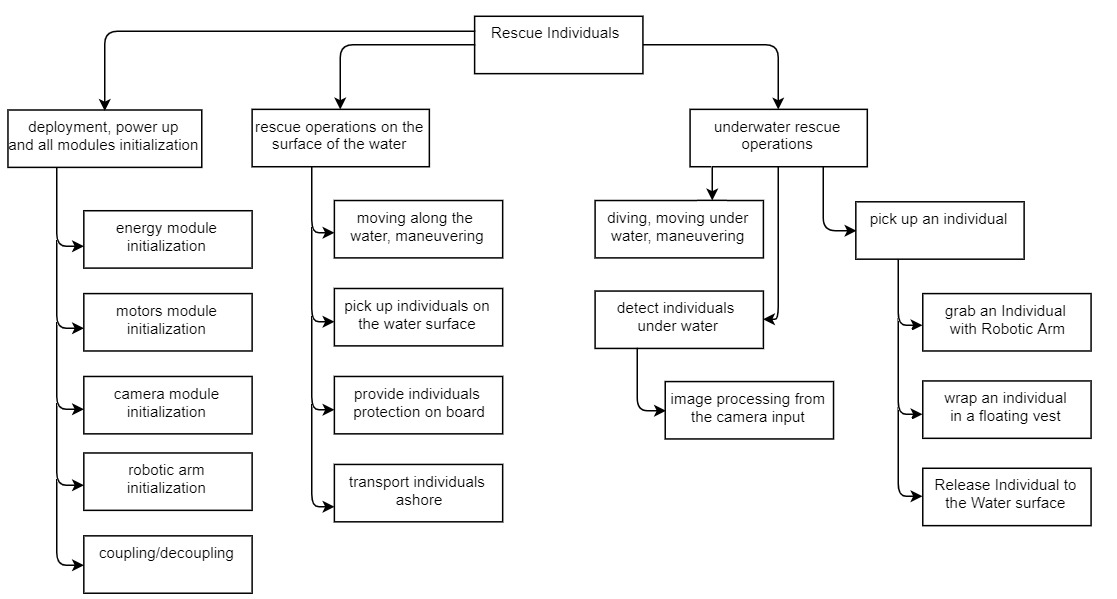 Rescue Individuals
deployment, power up
and all modules initialization
rescue operations on the
surface of the water
underwater rescue
operations
energy module
initialization
motors module
initialization
camera module
initialization
robotic arm
initialization
coupling/decoupling
moving along the
water, maneuvering
pick up individuals on
the water surface
provide individuals
protection on board
transport individuals
ashore
diving, moving under
water, maneuvering
detect individuals
under water
image processing from
the camera input
pick up an individual
grab an Individual
with Robotic Arm
wrap an individual
in a floating vest
Release Individual to
the Water surface